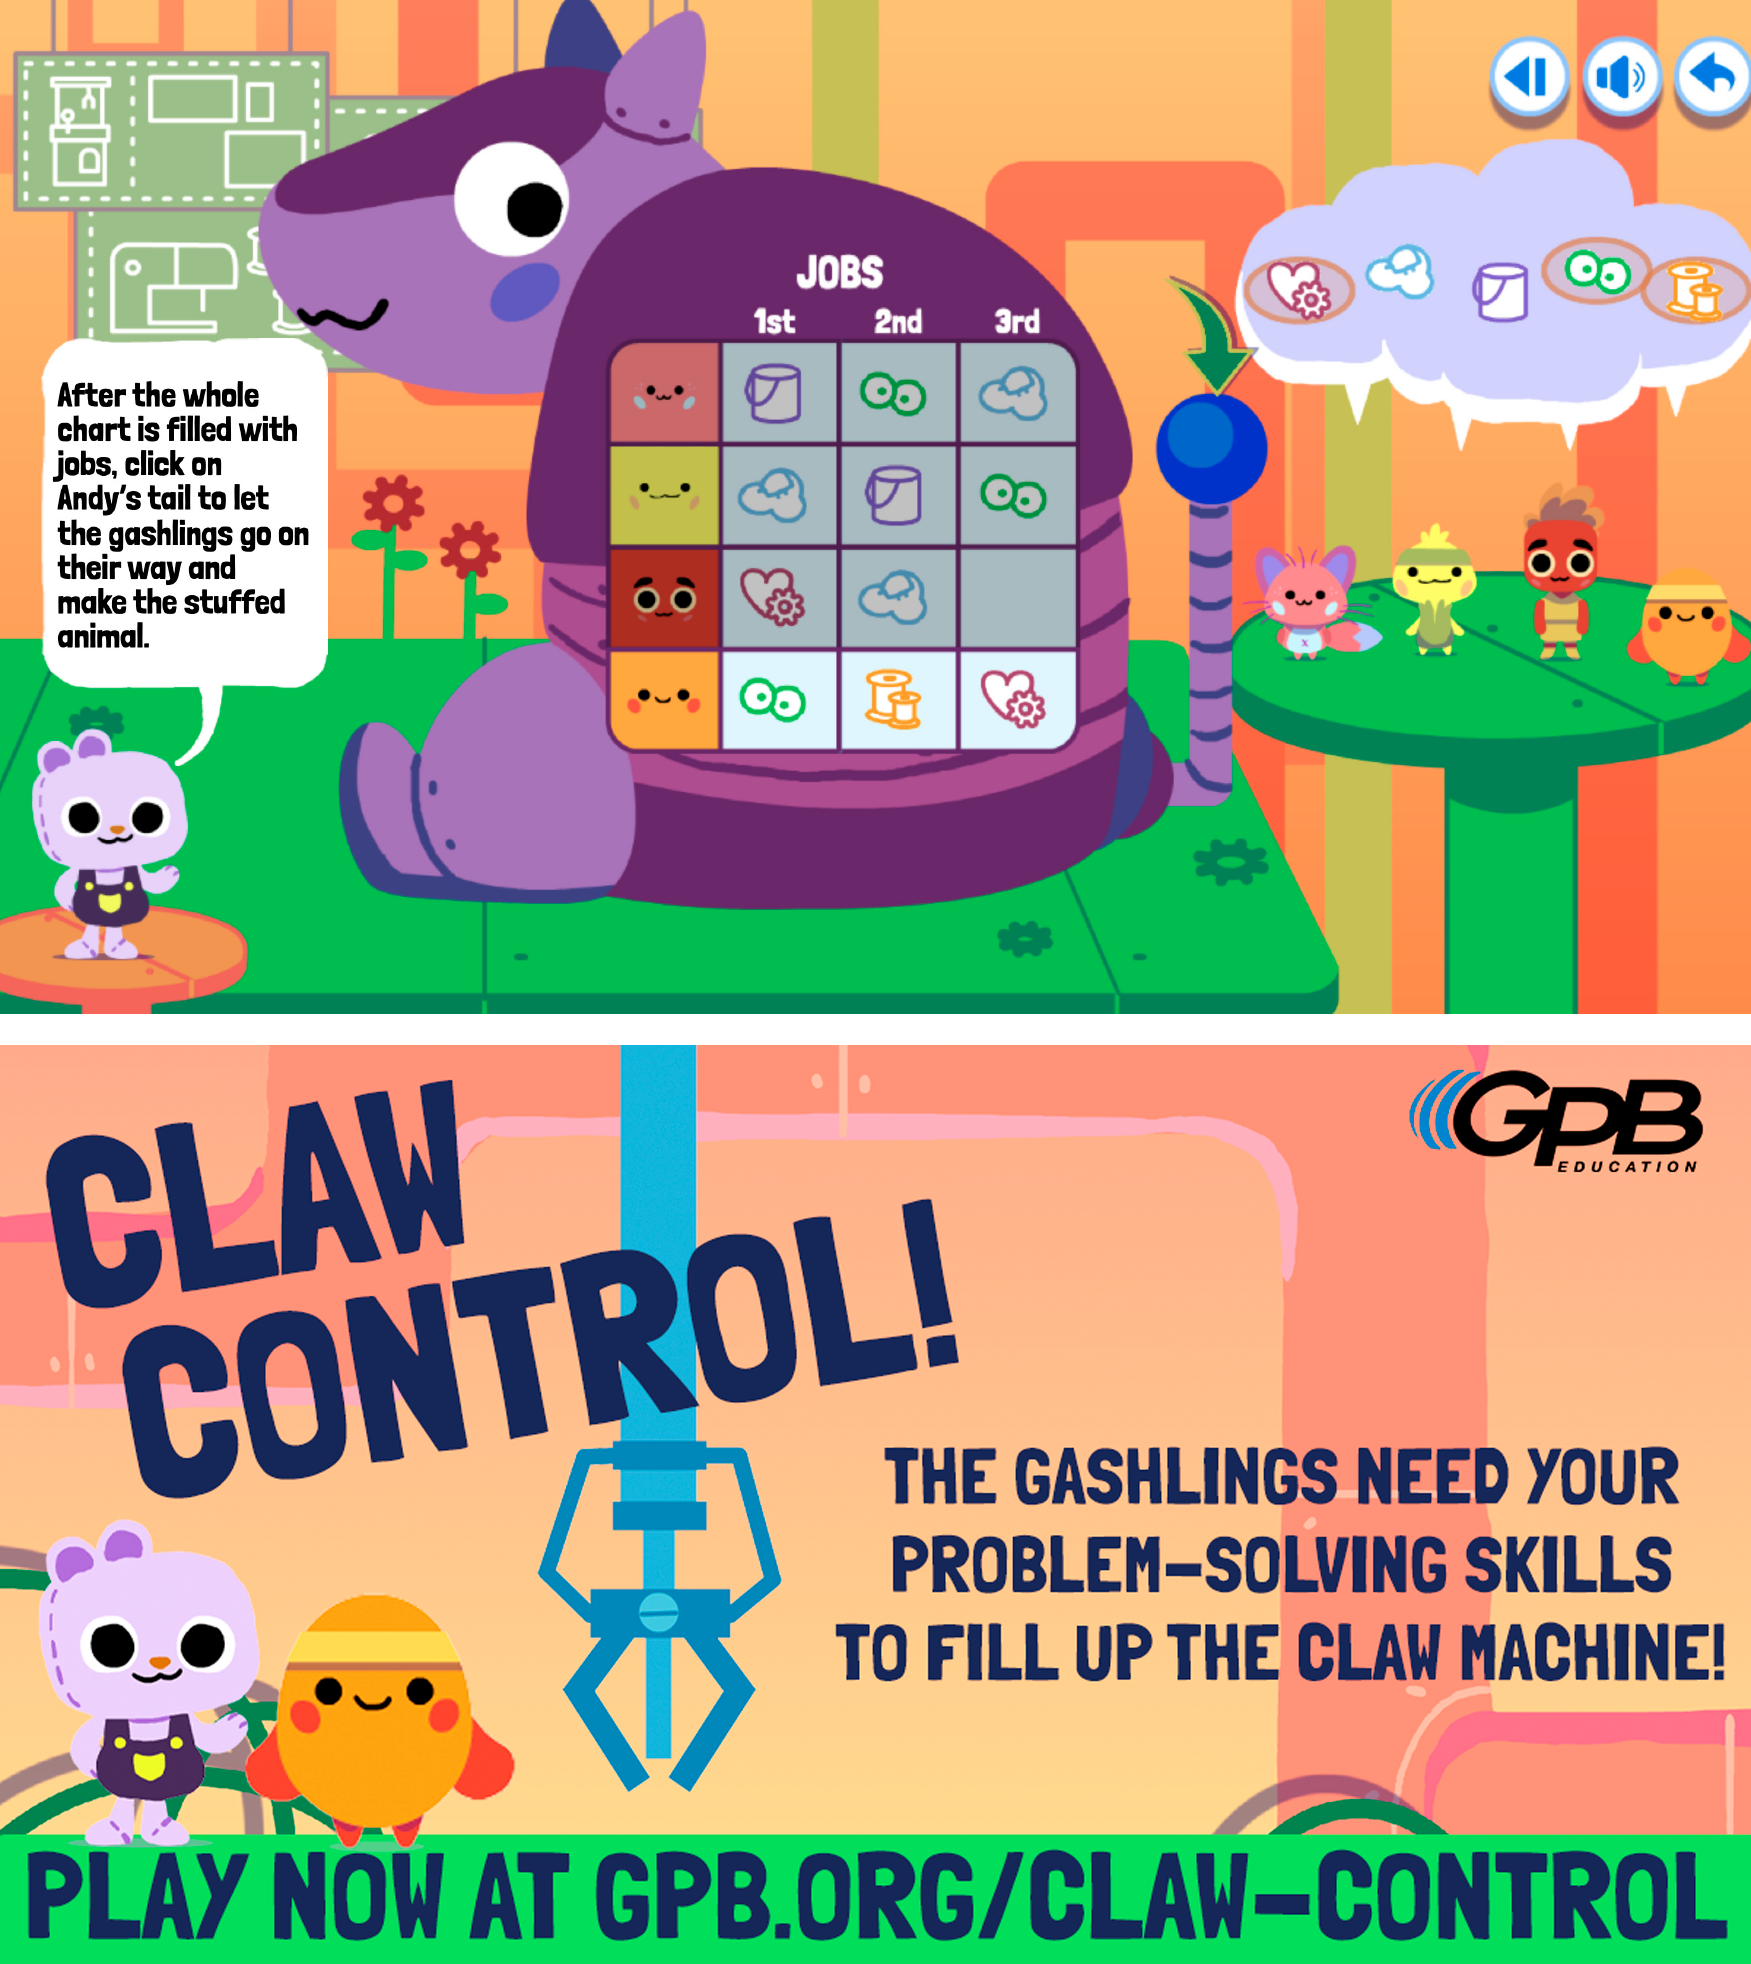 JOBS
1st 2nd 3rd
After the whole
chart is filled with
jobs, click on
Andy's tail to let
the gashlings go on
their way and
make the stuffed
animal.
x
CLAW
CONTROL!
GPB
EDUCATION
THE GASHLINGS NEED YOUR
PROBLEM-SOLVING SKILLS
TO FILL UP THE CLAW MACHINE!
PLAY NOW AT GPB.ORG/CLAW-CONTROL